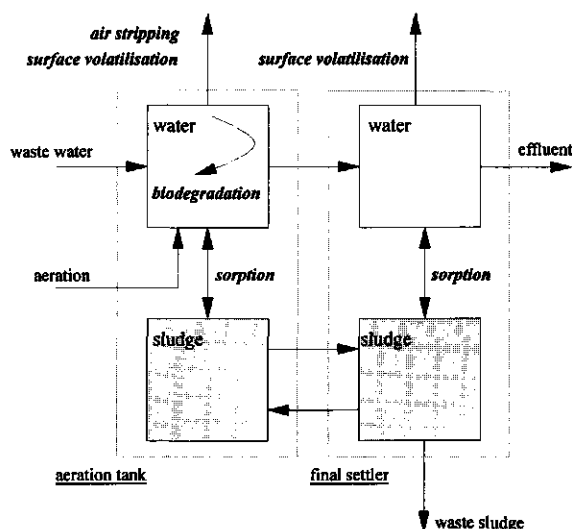 air stripping
surface volatilisation
surface volatilisation
water
water
waste water
effluent
biodegradation
aeration
sorption
sorption
sludge
sludge
aeration tank
final settler
waste sludge